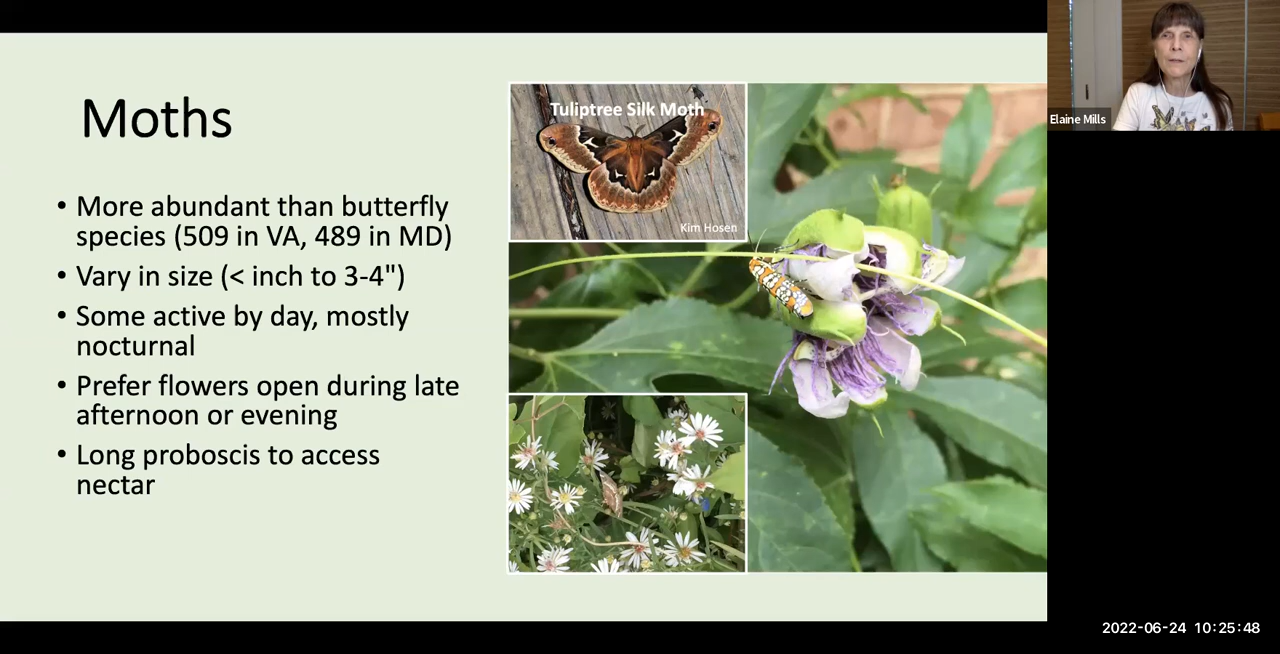 Moths
• More abundant than butterfly
species (509 in VA, 489 in MD)
• Vary in size (< inch to 3-4")
• Some active by day, mostly
nocturnal
• Prefer flowers open during late
afternoon or evening
• Long proboscis to access
nectar
Tuliptree Silk Moth
Kim Hosen
Elaine Mills
2022-06-24 10:25:48